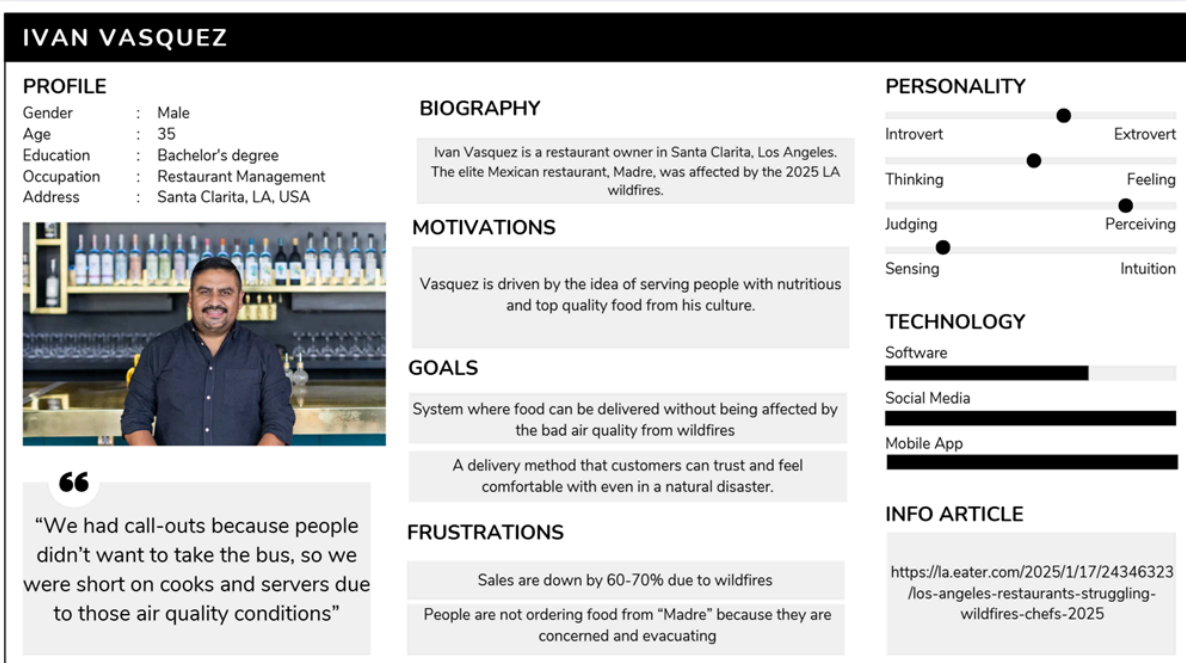 IVAN VASQUEZ
PROFILE
Gender : Male
Age : 35
Education : Bachelor's degree
Occupation : Restaurant Management
Address : Santa Clarita, LA, USA
“We had call-outs because people
didn’t want to take the bus, so we
were short on cooks and servers due
to those air quality conditions”
BIOGRAPHY
Ivan Vasquez is a restaurant owner in Santa Clarita, Los Angeles.
The elite Mexican restaurant, Madre, was affected by the 2025 LA
wildfires.
MOTIVATIONS
Vasquez is driven by the idea of serving people with nutritious
and top quality food from his culture.
GOALS
System where food can be delivered without being affected by
the bad air quality from wildfires
A delivery method that customers can trust and feel
comfortable with even in a natural disaster.
FRUSTRATIONS
Sales are down by 60-70% due to wildfires
People are not ordering food from “Madre” because they are
concerned and evacuating
PERSONALITY
Introvert Extrovert
Thinking Feeling
Judging Perceiving
Sensing Intuition
TECHNOLOGY
Software
Social Media
Mobile App
INFO ARTICLE
https://la.eater.com/2025/1/17/24346323
/los-angeles-restaurants-struggling-
wildfires-chefs-2025